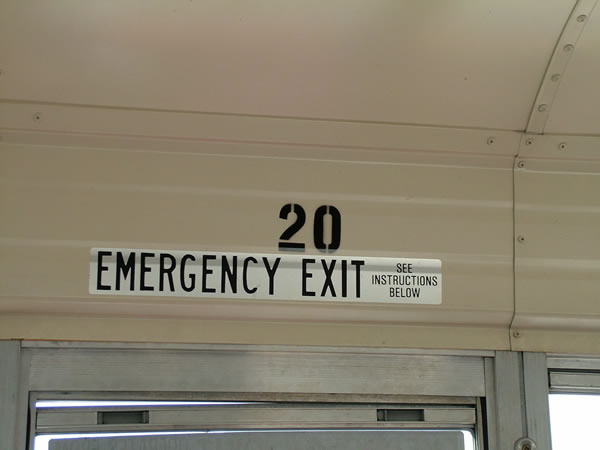 20
EMERGENCY EXIT
SEE
INSTRUCTIONS
BELOW